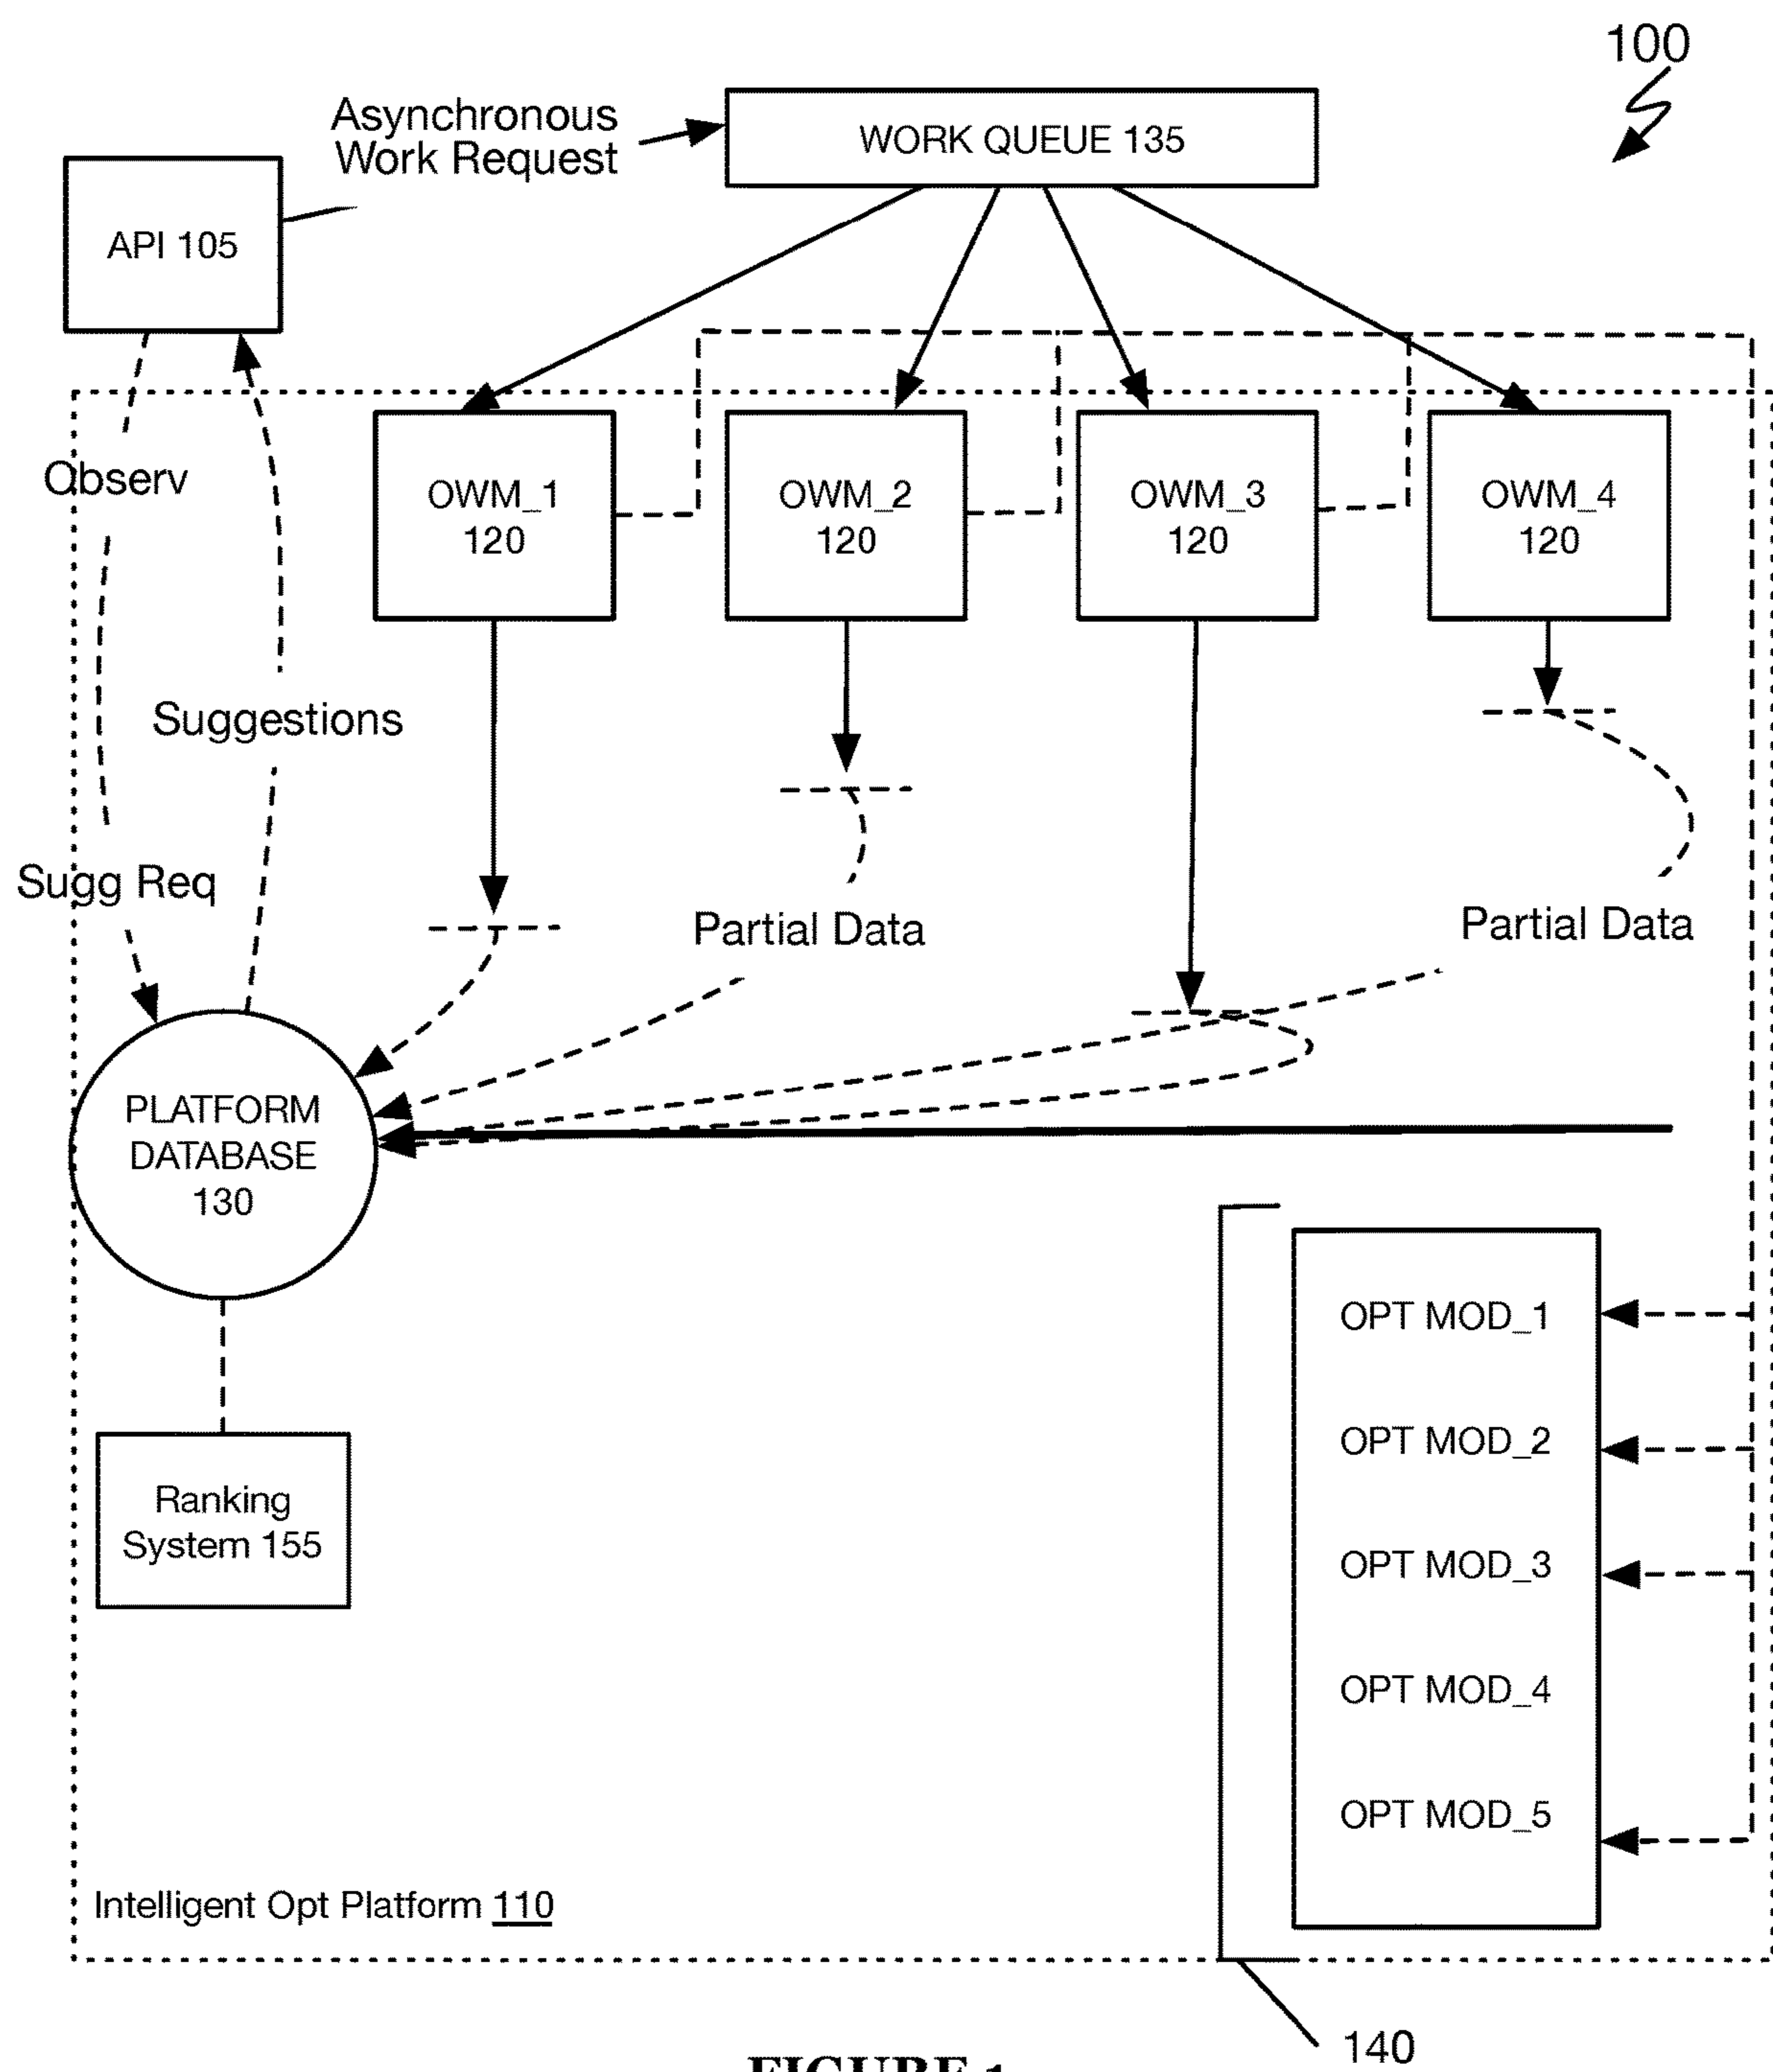 100
Asynchronous
Work Request
WORK QUEUE 135
API 105
Observ
OWM_1
120
OWM_2
120
OWM_3
120
OWM_4
120
Suggestions
Sugg Req
Partial Data
Partial Data
PLATFORM
DATABASE
130
OPT MOD_1
OPT MOD_2
OPT MOD_3
OPT MOD_4
OPT MOD_5
Ranking
System 155
Intelligent Opt Platform 110
140
FIGURE 1